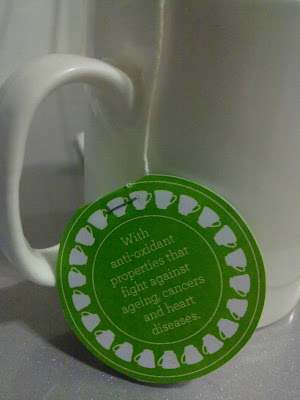 With
anti-oxidant
properties that
fight against
ageing, cancers
and heart
diseases.